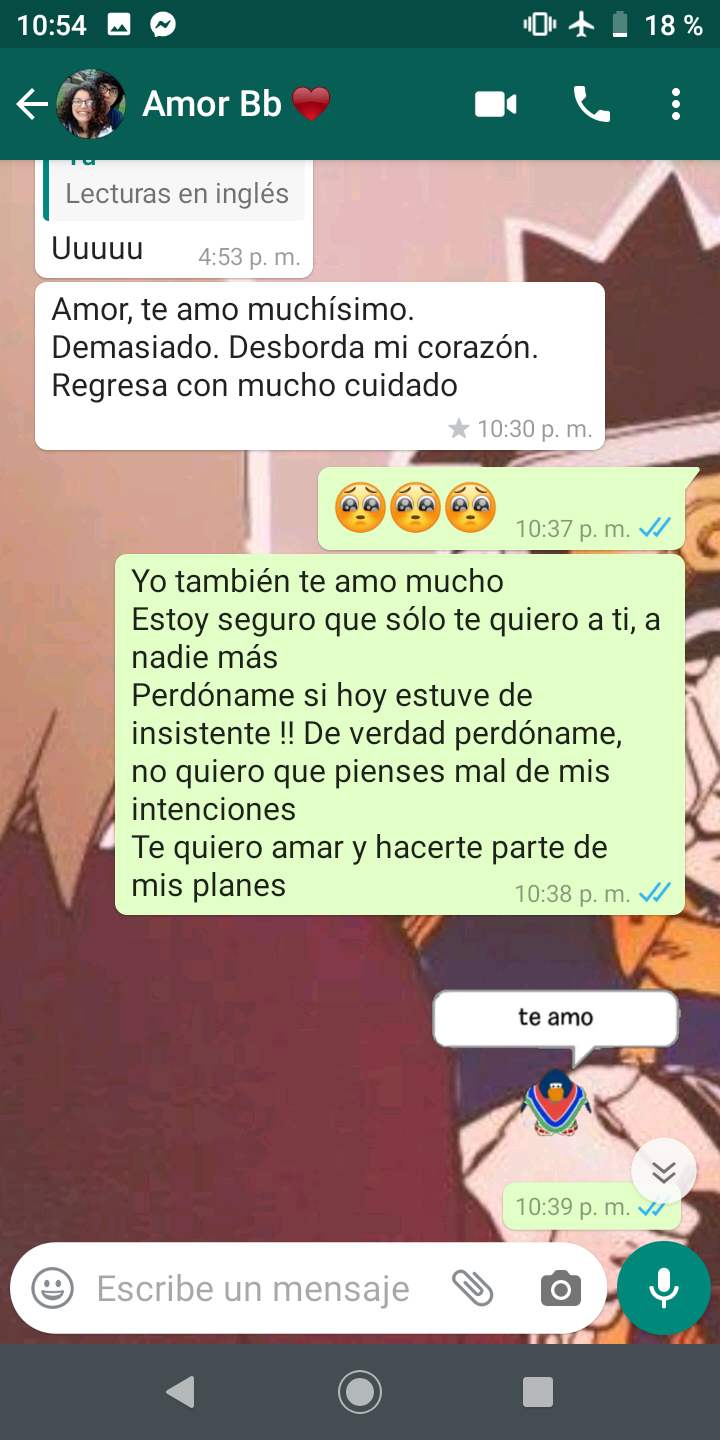 10:54
18 %
Amor Bb ❤️
Tú
Lecturas en inglés
Uuuuu
4:53 p. m.
Amor, te amo muchísimo.
Demasiado. Desborda mi corazón.
Regresa con mucho cuidado
10:30 p. m.
🥺🥺🥺
10:37 p. m.
Yo también te amo mucho
Estoy seguro que sólo te quiero a ti, a
nadie más
Perdóname si hoy estuve de
insistente !! De verdad perdóname,
no quiero que pienses mal de mis
intenciones
Te quiero amar y hacerte parte de
mis planes
10:38 p. m.
te amo
10:39 p. m.
Escribe un mensaje